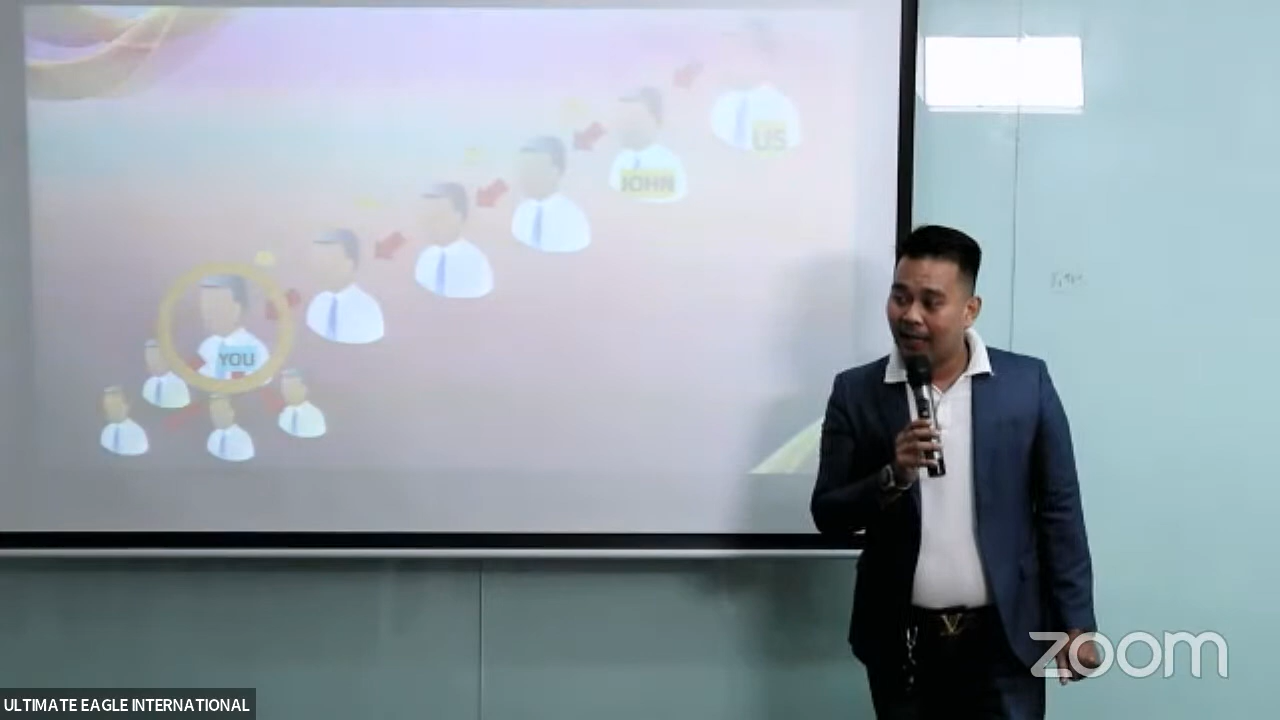 US
JOHN
YOU
zoom
ULTIMATE EAGLE INTERNATIONAL